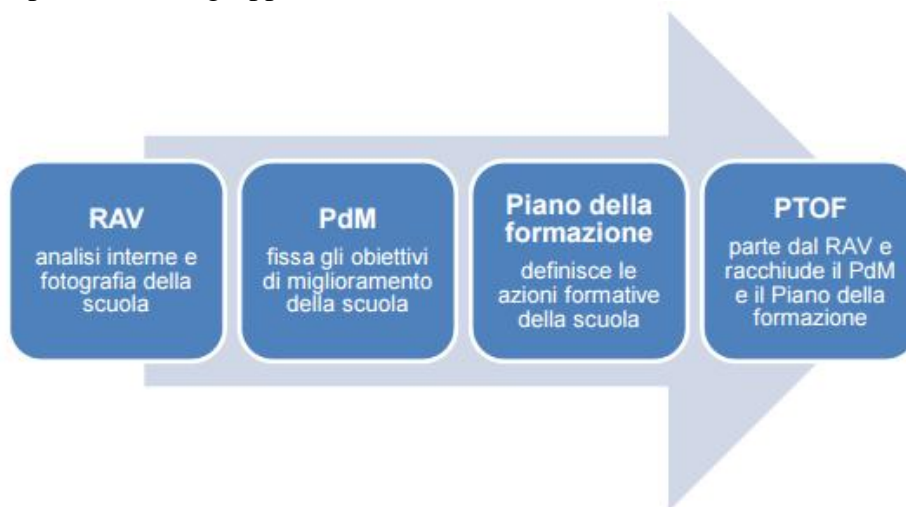 RAV
analisi interne e
fotografia della
scuola
PdM
fissa gli obiettivi
di miglioramento
della scuola
Piano della
formazione
definisce le
azioni formative
della scuola
PTOF
parte dal RAV e
racchiude il PdM
e il Piano della
formazione